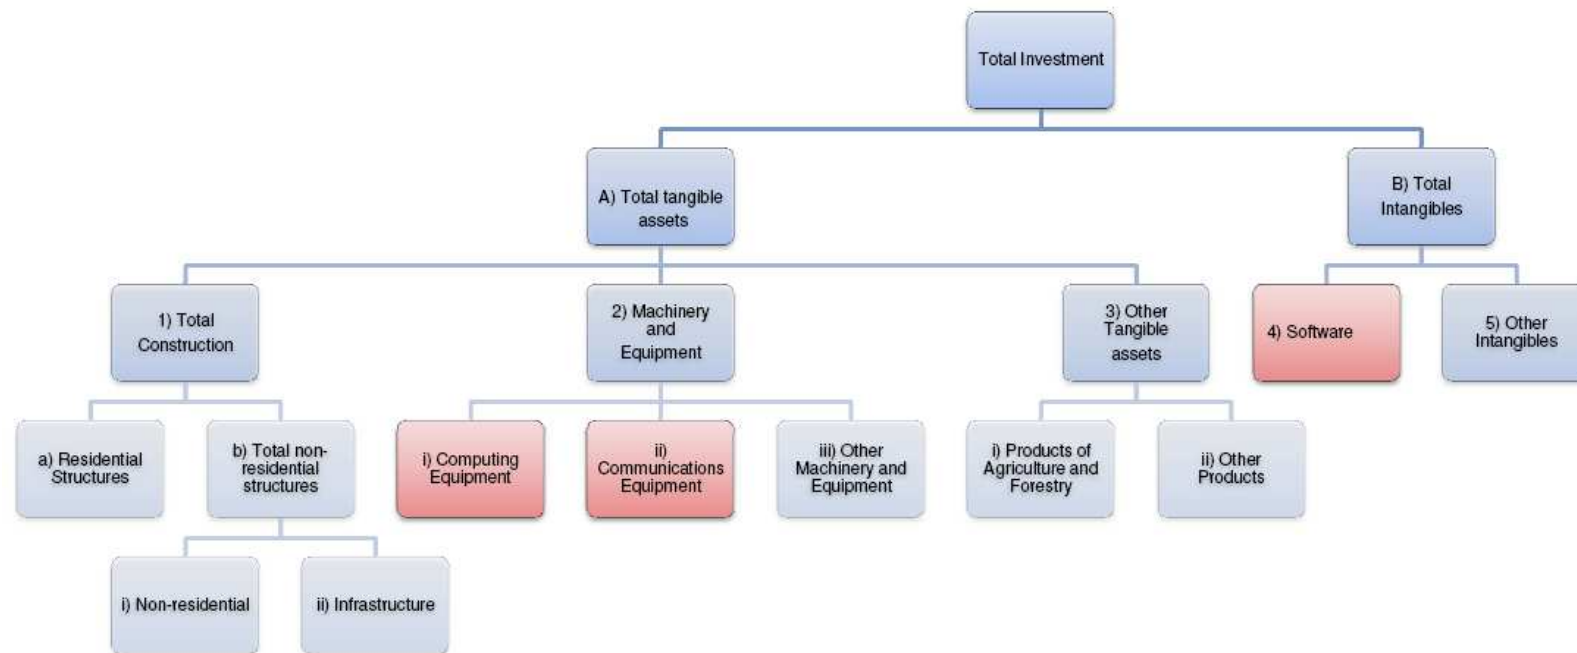 Total Investment
A) Total tangible
assets
B) Total
Intangibles
1) Total
Construction
2) Machinery
and
Equipment
3) Other
Tangible
assets
4) Software
5) Other
Intangibles
a) Residential
Structures
b) Total non-
residential
structures
i) Computing
Equipment
ii)
Communications
Equipment
iii) Other
Machinery and
Equipment
i) Products of
Agriculture and
Forestry
ii) Other
Products
i) Non-residential
ii) Infrastructure